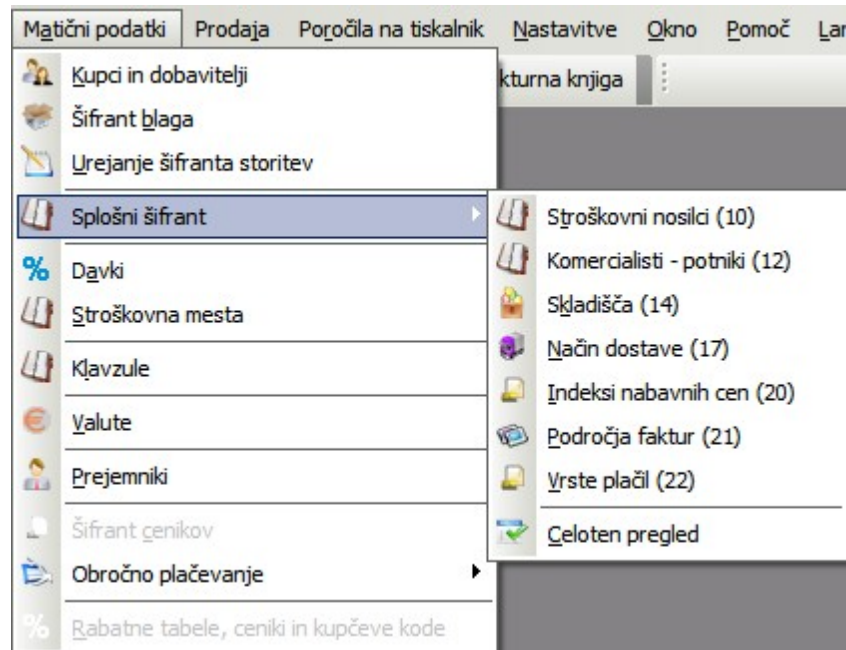 Matični podatki Prodaja Poročila na tiskalnik Nastavitve Okno Pomoč
Kupci in dobavitelji
kturna knjiga
Šifrant blaga
Urejanje šifranta storitev
Splošni šifrant
Stroškovni nosilci (10)
Komercialisti - potniki (12)
Skladišča (14)
Način dostave (17)
Indeksi nabavnih cen (20)
Področja faktur (21)
Vrste plačil (22)
Celoten pregled
Davki
Stroškovna mesta
Klavzule
Valute
Prejemniki
Šifrant cenikov
Obročno plačevanje
Rabatne tabele, ceniki in kupčeve kode